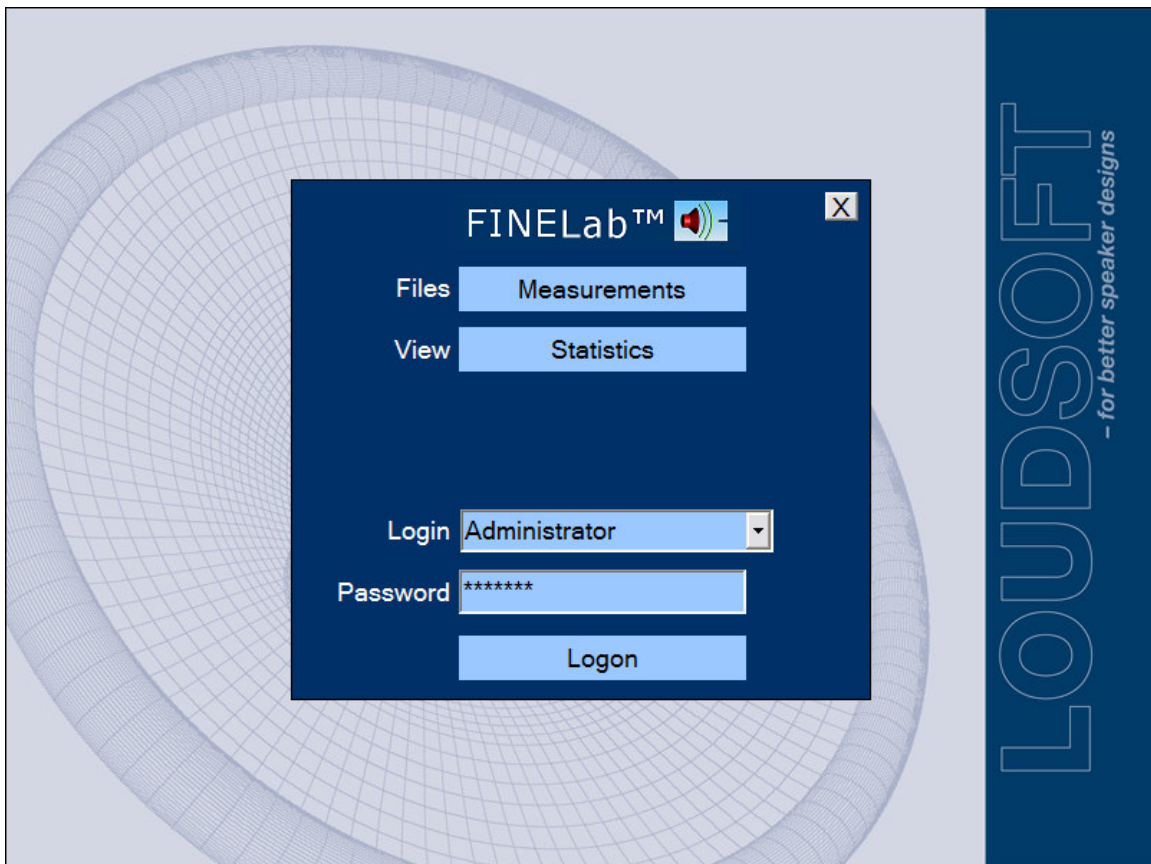 FINELab™
X
Files Measurements
View Statistics
Login Administrator
Password *******
Logon
LOUDSOFT
– for better speaker designs